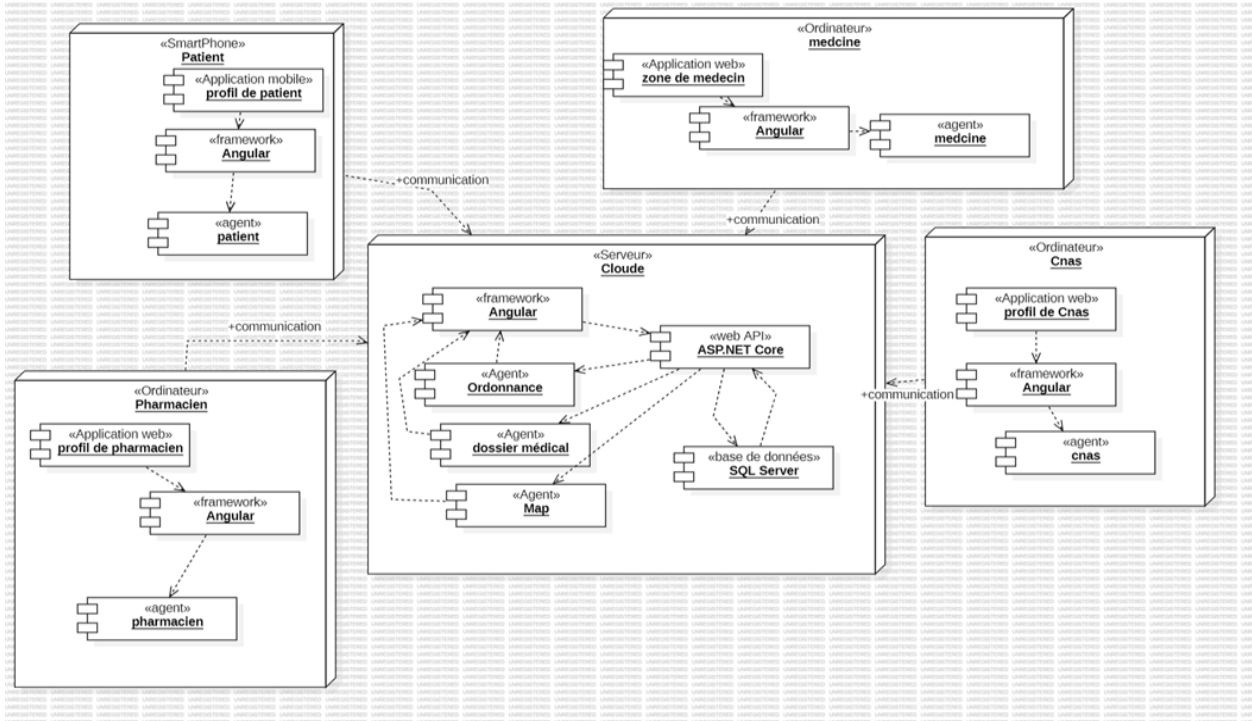 «SmartPhone»
Patient
«Application mobile»
profil de patient
«framework»
Angular
«agent»
patient
«Ordinateur»
medcine
«Application web»
zone de medecin
«framework»
Angular
«agent»
medcine
+communication
+communication
«Serveur»
Cloude
«framework»
Angular
«web API»
ASP.NET Core
«Agent»
Ordonnance
«Agent»
dossier médical
«base de données»
SQL Server
«Agent»
Map
«Ordinateur»
Cnas
«Application web»
profil de Cnas
«framework»
Angular
«agent»
cnas
+communication
+communication
«Ordinateur»
Pharmacien
«Application web»
profil de pharmacien
«framework»
Angular
«agent»
pharmacien
UNREGISTERED